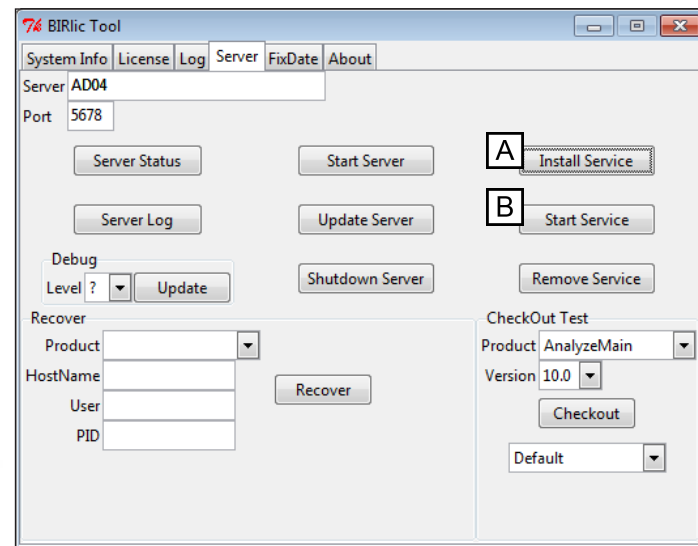 BIRlic Tool
System Info License Log Server FixDate About
Server AD04
Port 5678
Server Status Start Server A Install Service
Server Log Update Server B Start Service
Debug
Level ? Update Shutdown Server Remove Service
Recover CheckOut Test
Product Product AnalyzeMain
HostName Version 10.0
Recover
User Checkout
PID
Default